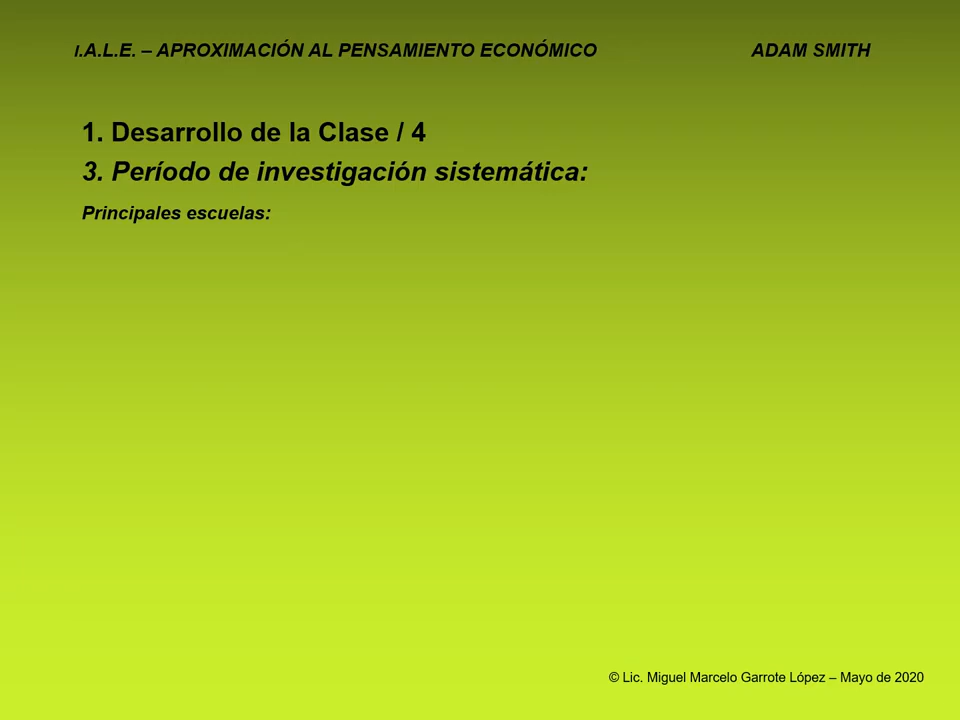 I.A.L.E. – APROXIMACIÓN AL PENSAMIENTO ECONÓMICO ADAM SMITH
1. Desarrollo de la Clase / 4
3. Período de investigación sistemática:
Principales escuelas:
© Lic. Miguel Marcelo Garrote López – Mayo de 2020